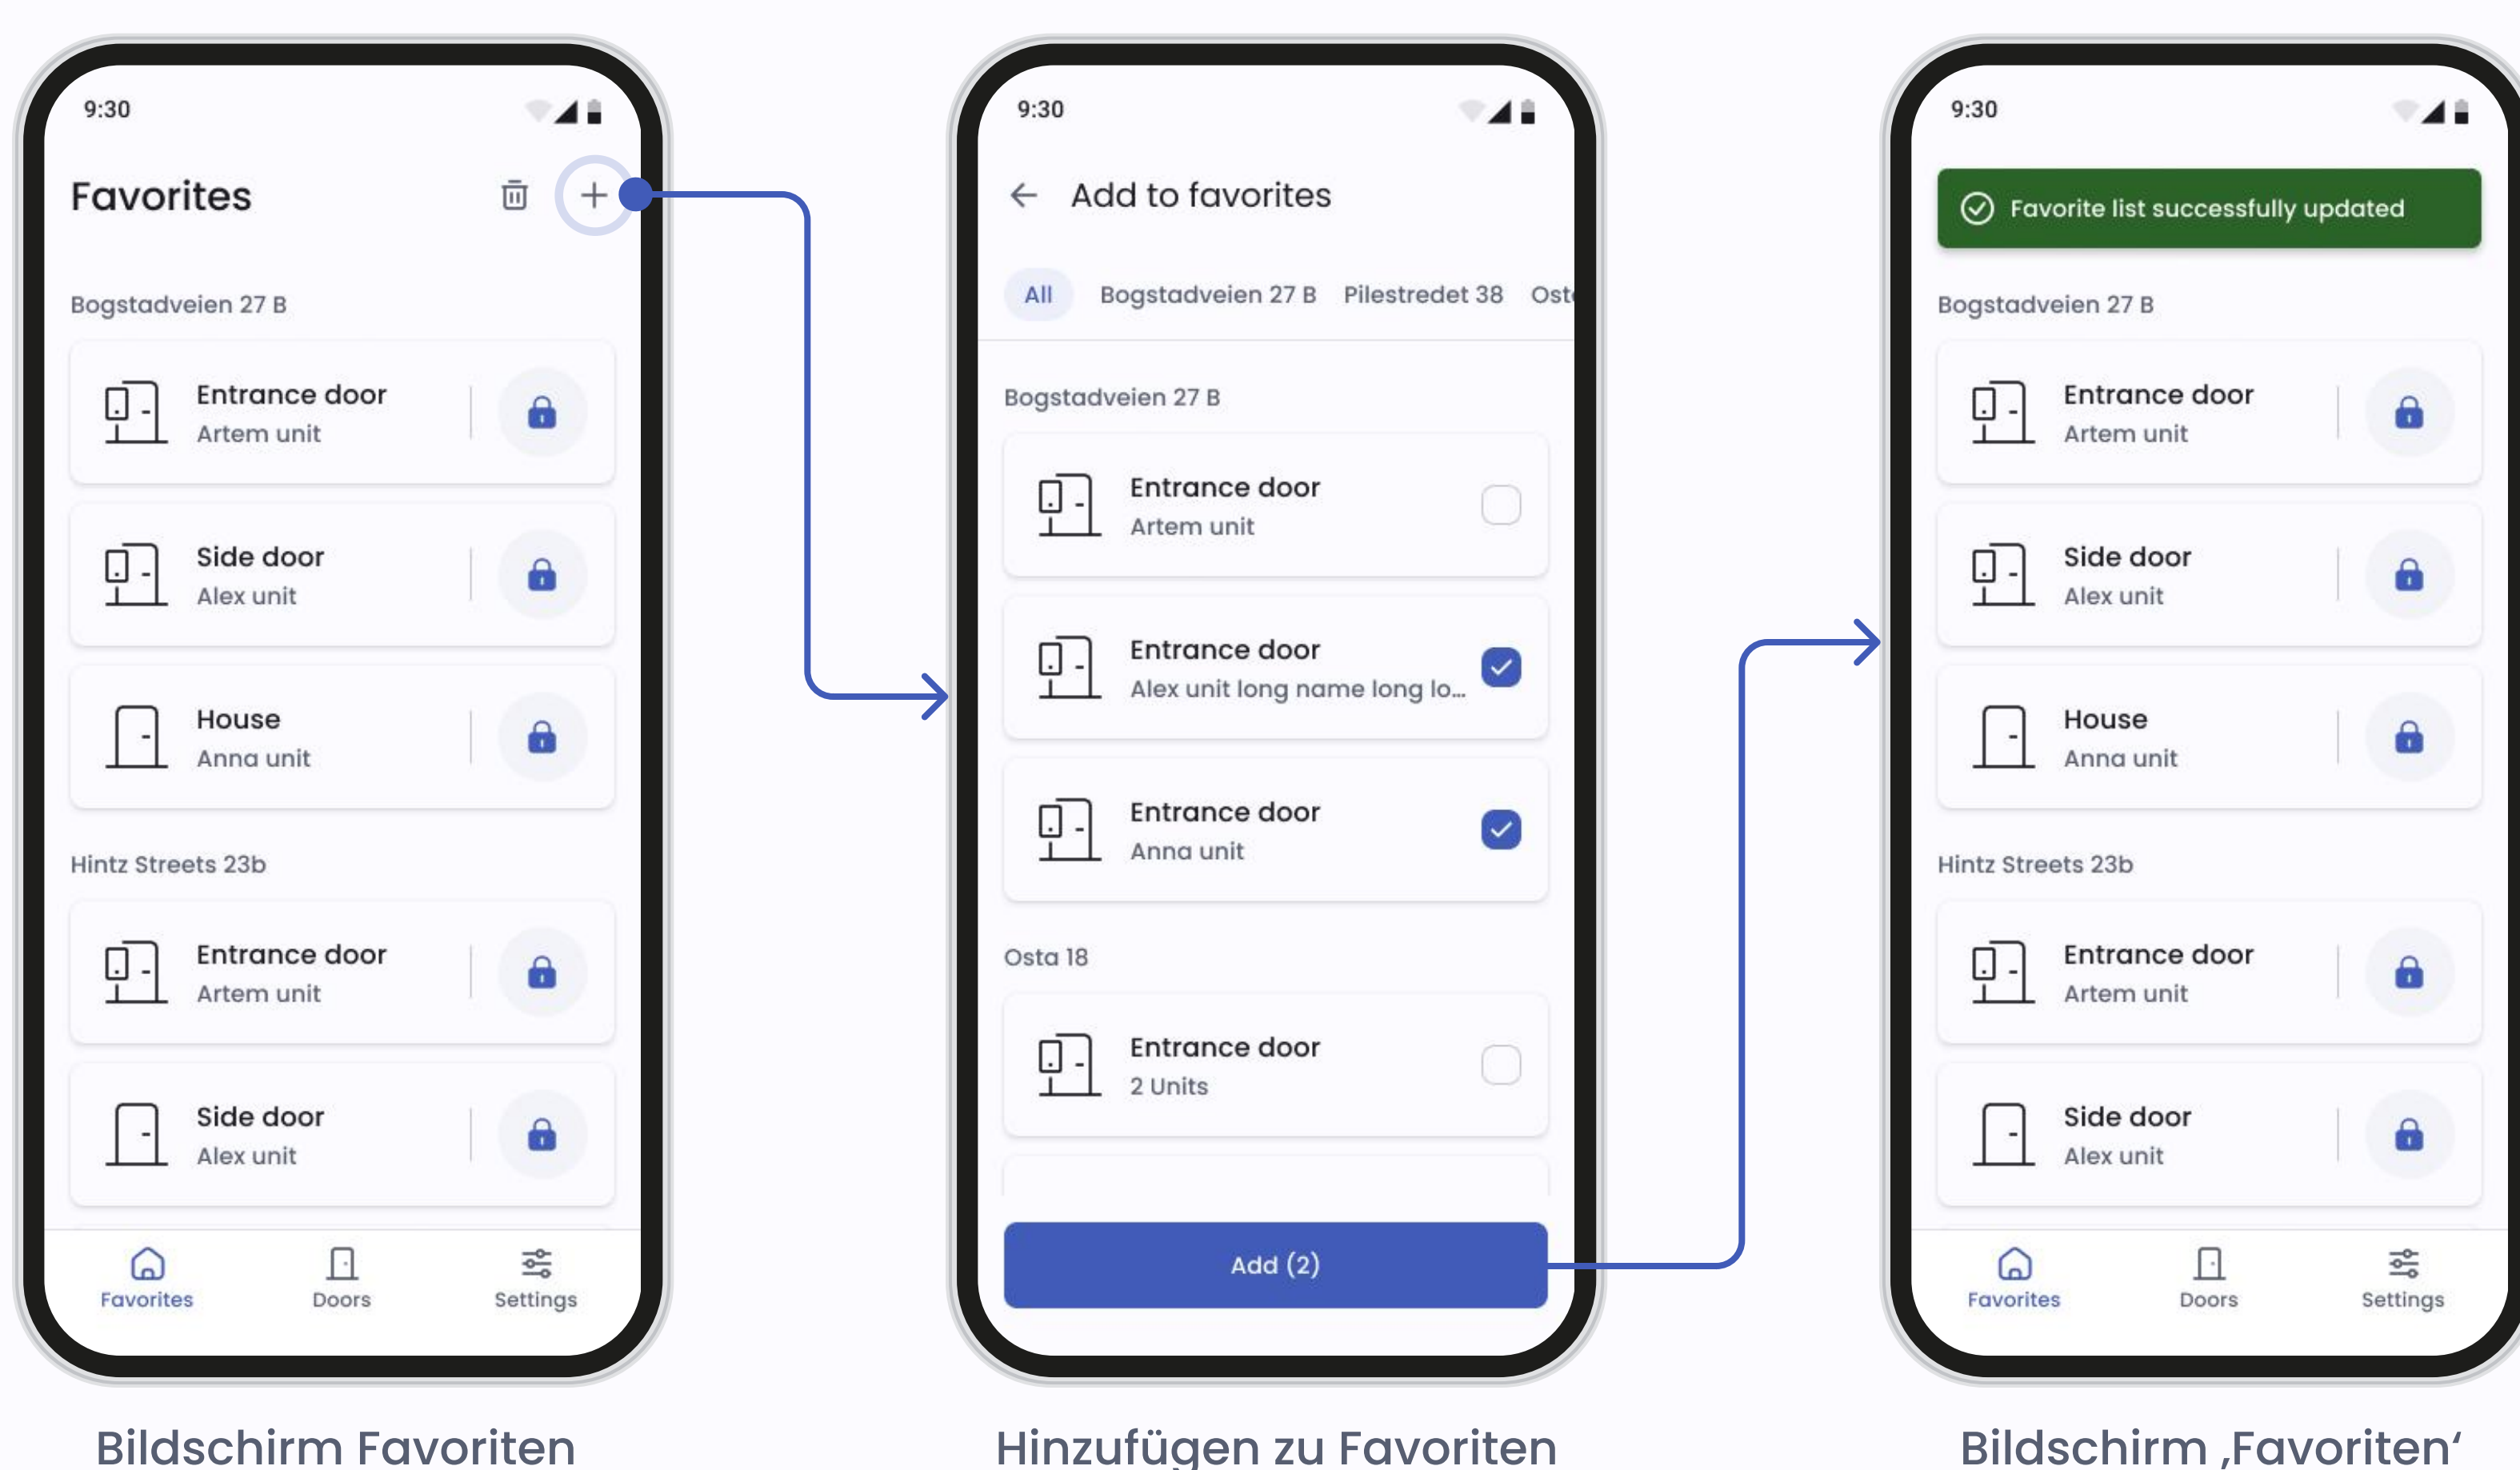 9:30
Favorites
Bogstadveien 27 B
Entrance door
Artem unit
Side door
Alex unit
House
Anna unit
Hintz Streets 23b
Entrance door
Artem unit
Side door
Alex unit
Favorites
Doors
Settings
Bildschirm Favoriten
9:30
Add to favorites
All
Bogstadveien 27 B
Pilestredet 38
Bogstadveien 27 B
Entrance door
Artem unit
Entrance door
Alex unit long name long lo...
Entrance door
Anna unit
Osta 18
Entrance door
2 Units
Add (2)
Hinzufügen zu Favoriten
9:30
Favorite list successfully updated
Bogstadveien 27 B
Entrance door
Artem unit
Side door
Alex unit
House
Anna unit
Hintz Streets 23b
Entrance door
Artem unit
Side door
Alex unit
Favorites
Doors
Settings
Bildschirm ‚Favoriten‘